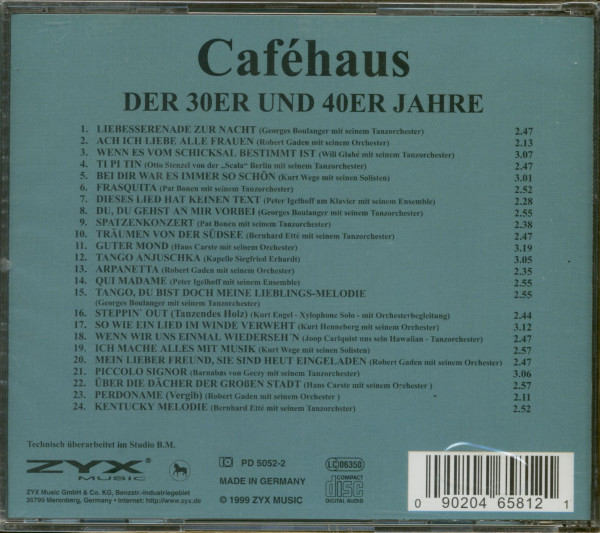 Caféhaus
DER 30ER UND 40ER JAHRE
1. LIEBESSERENADE ZUR NACHT (Georges Boulanger mit seinem Tanzorchester) 2.47
2. ACH ICH LIEBE ALLE FRAUEN (Robert Gaden mit seinem Orchester) 2.13
3. WENN ES VOM SCHICKSAL BESTIMMT IST (Will Glahé mit seinem Orchester) 3.07
4. TI PI TIN (Otto Stenzel von der „Scala" Berlin mit seinem Tanzorchester) 2.47
5. BEI DIR WAR ES IMMER SO SCHÖN (Kurt Wege mit seinen Solisten) 3.01
6. FRASQUITA (Pat Bonen mit seinem Tanzorchester) 2.52
7. DIESES LIED HAT KEINEN TEXT (Peter Igelhoff am Klavier mit seinem Ensemble) 2.28
8. DU, DU GEHST AN MIR VORBEI (Georges Boulanger mit seinem Tanzorchester) 2.55
9. SPATZENKONZERT (Pat Bonen mit seinem Tanzorchester) 2.38
10. TRÄUMEN VON DER SÜDSEE (Bernhard Etté mit seinem Tanzorchester) 2.47
11. GUTER MOND (Hans Carste mit seinem Orchester) 3.19
12. TANGO ANJUSCHKA (Kapelle Siegfried Erhardt) 3.05
13. ARPANETTA (Robert Gaden mit seinem Orchester) 2.35
14. QUI MADAME (Peter Igelhoff mit seinem Ensemble) 2.55
15. TANGO, DU BIST DOCH MEINE LIEBLINGS-MELODIE 2.55
(Georges Boulanger mit seinem Tanzorchester)
16. STEPPIN' OUT (Tanzendes Holz) (Kurt Engel - Xylophone Solo - mit Orchesterbegleitung) 2.44
17. SO WIE EIN LIED IM WINDE VERWEHT (Kurt Henneberg mit seinem Orchester) 3.12
18. WENN WIR UNS EINMAL WIEDERSEH'N (Joop Carlquist uns sein Hawaiian - Tanzorchester) 2.47
19. ICH MACHE ALLES MIT MUSIK (Kurt Wege mit seinen Solisten) 2.57
20. MEIN LIEBER FREUND, SIE SIND HEUT EINGELADEN (Robert Gaden mit seinem Orchester) 2.47
21. PICCOLO SIGNOR (Barnabas von Geczy mit seinem Tanzorchester) 3.06
22. ÜBER DIE DÄCHER DER GROßEN STADT (Hans Carste mit seinem Orchester) 2.57
23. PERDONAME (Vergib) (Robert Gaden mit seinem Orchester) 2.11
24. KENTUCKY MELODIE (Bernhard Etté mit seinem Tanzorchster) 2.52
Technisch überarbeitet im Studio B.M.
ZYX MUSIC
ZYX Music GmbH & Co. KG, Benzstr.-Industriegebiet
35799 Merenberg, Germany • Internet: http://www.zyx.de
PD 5052-2
MADE IN GERMANY
© 1999 ZYX MUSIC
LC 06350
COMPACT
disc
DIGITAL AUDIO
0 90204 65812 1